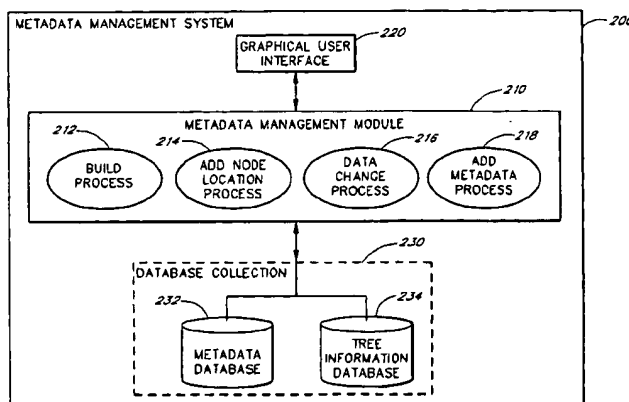 METADATA MANAGEMENT SYSTEM
200
220
GRAPHICAL USER
INTERFACE
210
METADATA MANAGEMENT MODULE
212
BUILD
PROCESS
214
ADD NODE
LOCATION
PROCESS
216
DATA
CHANGE
PROCESS
218
ADD
METADATA
PROCESS
230
DATABASE COLLECTION
232
METADATA
DATABASE
234
TREE
INFORMATION
DATABASE